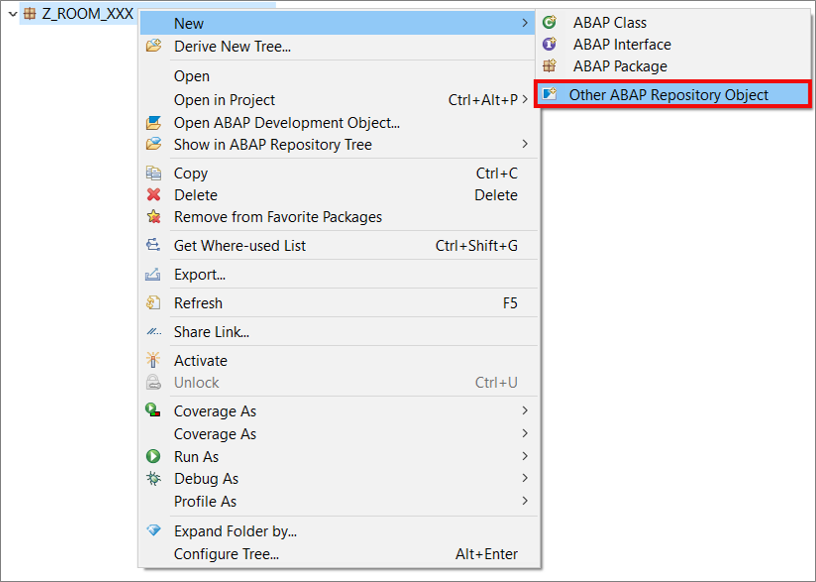 Z_ROOM_XXX
New
Derive New Tree...
Open
Open in Project Ctrl+Alt+P
Open ABAP Development Object...
Show in ABAP Repository Tree
Copy Ctrl+C
Delete Delete
Remove from Favorite Packages
Get Where-used List Ctrl+Shift+G
Export...
Refresh F5
Share Link...
Activate
Unlock Ctrl+U
Coverage As
Coverage As
Run As
Debug As
Profile As
Expand Folder by...
Configure Tree... Alt+Enter
ABAP Class
ABAP Interface
ABAP Package
Other ABAP Repository Object